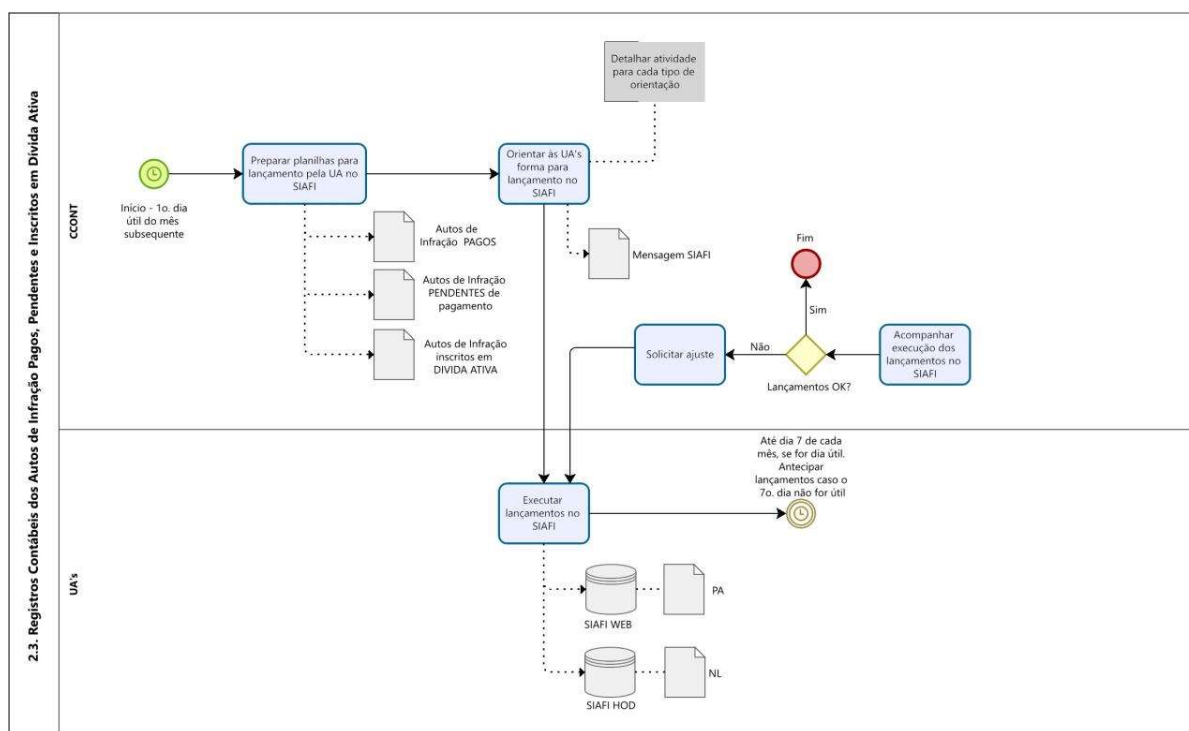 2.3. Registros Contábeis dos Autos de Infração Pagos, Pendentes e Inscritos em Divida Ativa
CCONT
Detalhar atividade
para cada tipo de
orientação
Início - 1o. dia
útil do mês
subsequente
Preparar planilhas para
lançamento pela UA no
SIAFI
Orientar às UA's
forma para
lançamento no
SIAFI
Autos de
Infração PAGOS
Autos de Infração
PENDENTES de
pagamento
Autos de Infração
inscritos em
DIVIDA ATIVA
Mensagem SIAFI
Fim
Sim
Solicitar ajuste
Não
Lançamentos OK?
Acompanhar
execução dos
lançamentos no
SIAFI
UA's
Executar
lançamentos no
SIAFI
Até dia 7 de cada
mês, se for dia útil.
Antecipar
lançamentos caso o
7o. dia não for útil
SIAFI WEB
PA
SIAFI HOD
NL